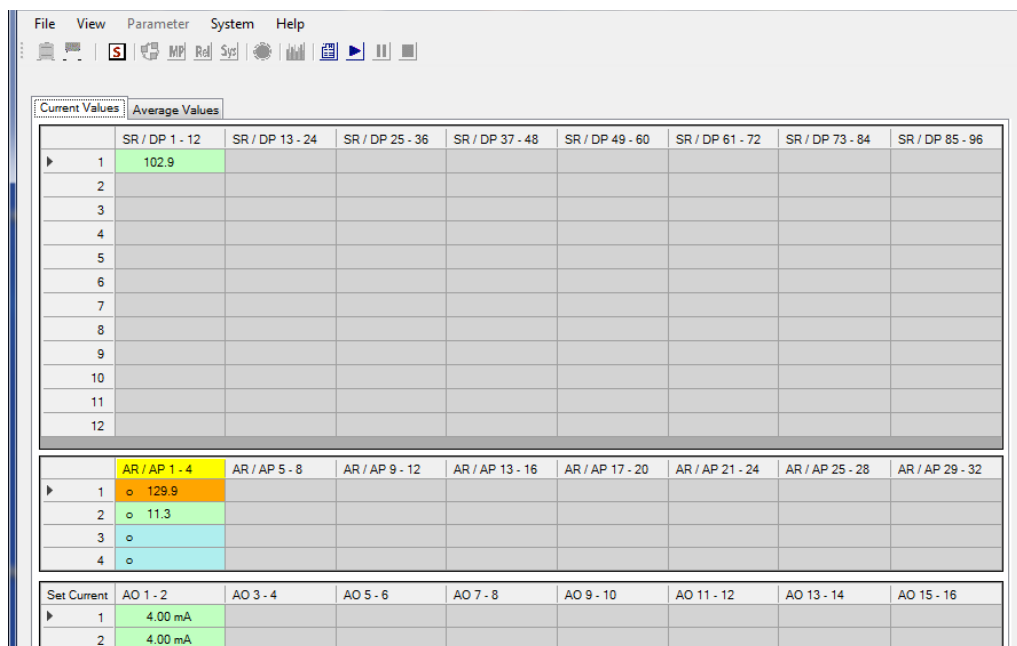 File View Parameter System Help
S MP Rel Sys
Current Values Average Values
SR / DP 1 - 12 SR / DP 13 - 24 SR / DP 25 - 36 SR / DP 37 - 48 SR / DP 49 - 60 SR / DP 61 - 72 SR / DP 73 - 84 SR / DP 85 - 96
1 102.9
2
3
4
5
6
7
8
9
10
11
12
AR / AP 1 - 4 AR / AP 5 - 8 AR / AP 9 - 12 AR / AP 13 - 16 AR / AP 17 - 20 AR / AP 21 - 24 AR / AP 25 - 28 AR / AP 29 - 32
1 o 129.9
2 o 11.3
3 o
4 o
Set Current AO 1 - 2 AO 3 - 4 AO 5 - 6 AO 7 - 8 AO 9 - 10 AO 11 - 12 AO 13 - 14 AO 15 - 16
1 4.00 mA
2 4.00 mA